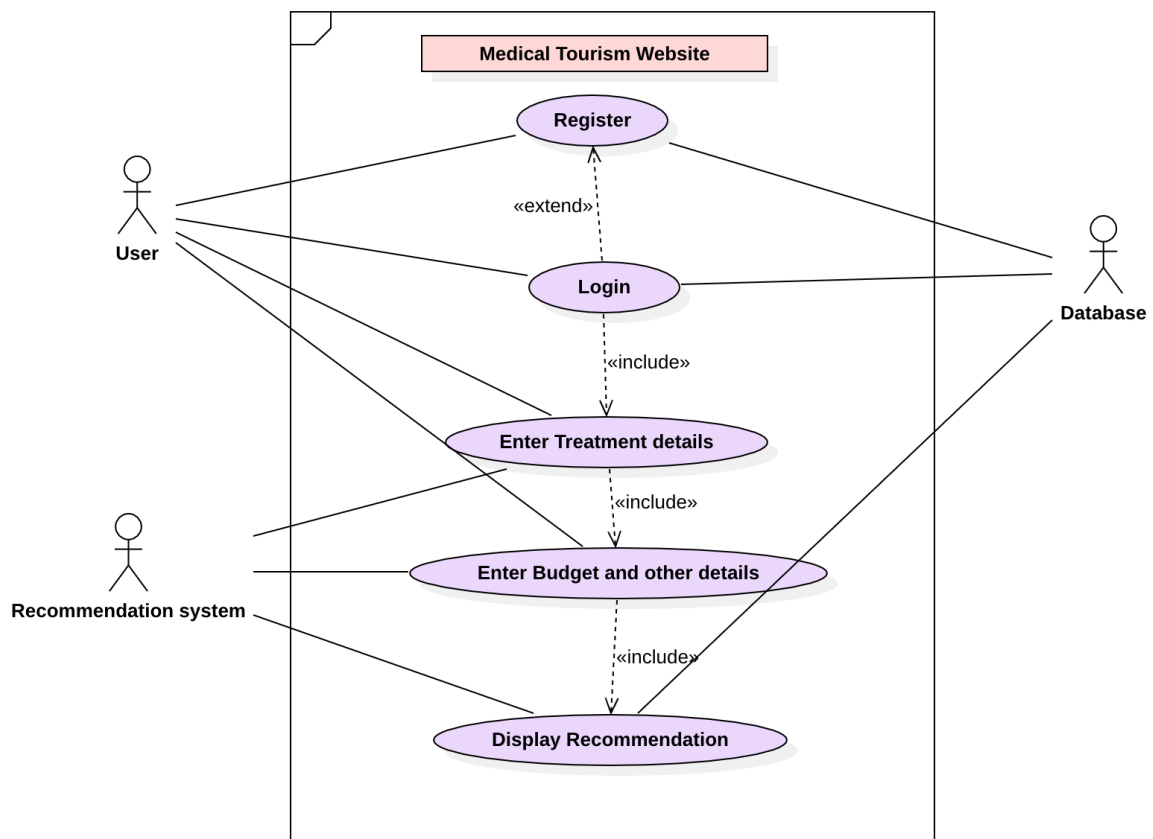 Medical Tourism Website
Register
«extend»
User
Login
Database
«include»
Enter Treatment details
«include»
Enter Budget and other details
Recommendation system
«include»
Display Recommendation